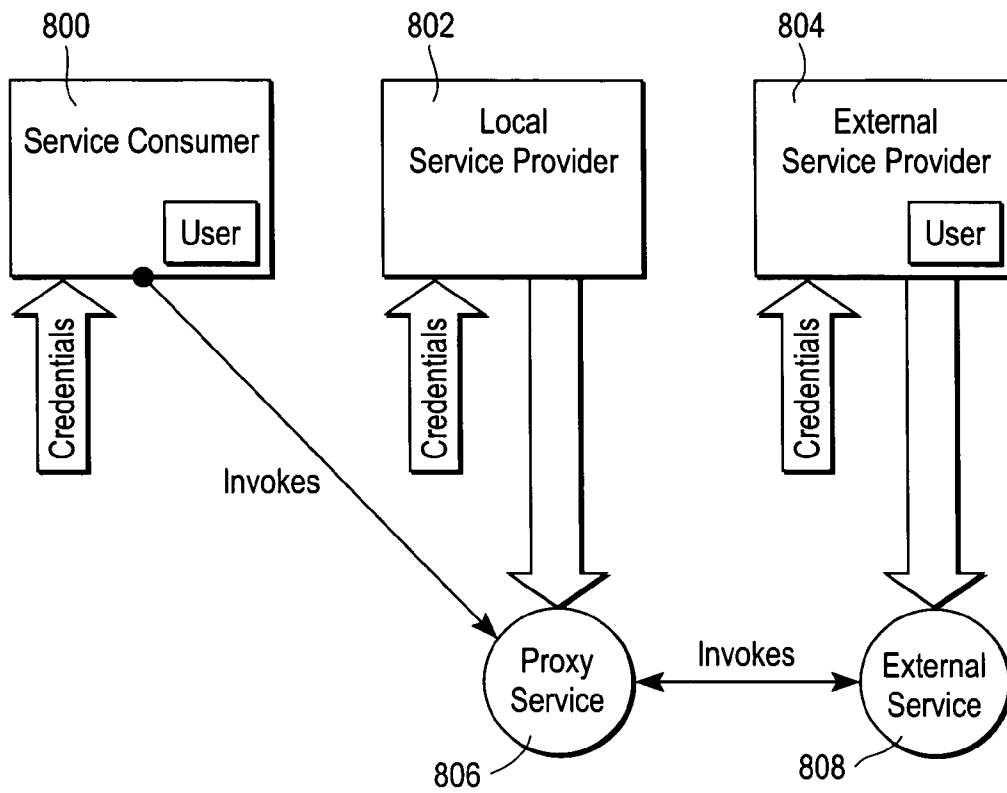 800
802
804
Service Consumer
User
Local
Service Provider
External
Service Provider
User
Credentials
Credentials
Credentials
Invokes
Proxy
Service
Invokes
External
Service
806
808